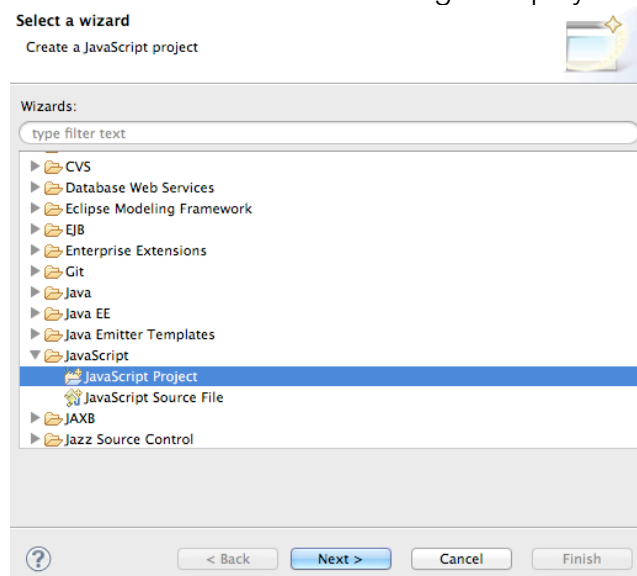 Select a wizard
Create a JavaScript project
Wizards:
type filter text
CVS
Database Web Services
Eclipse Modeling Framework
EJB
Enterprise Extensions
Git
Java
Java EE
Java Emitter Templates
JavaScript
JavaScript Project
JavaScript Source File
JAXB
Jazz Source Control
? < Back Next > Cancel Finish